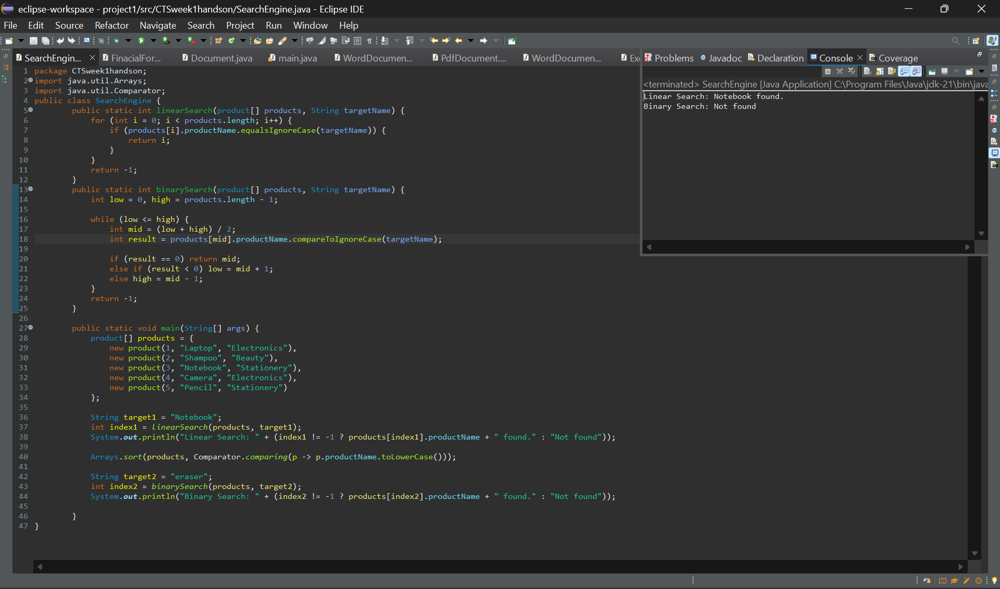 eclipse-workspace - project1/src/CTSweek1handson/SearchEngine.java - Eclipse IDE
File Edit Source Refactor Navigate Search Project Run Window Help
SearchEngin... FinacialFor... Document.java main.java WordDocumen... PdfDocument.... WordDocumen... Ex
Problems Javadoc Declaration Console Coverage
<terminated> SearchEngine [Java Application] C:\Program Files\Java\jdk-21\bin\java
Linear Search: Notebook found.
Binary Search: Not found
1 package CTSweek1handson;
2 import java.util.Arrays;
3 import java.util.Comparator;
4 public class SearchEngine {
5 public static int linearSearch(product[] products, String targetName) {
6 for (int i = 0; i < products.length; i++) {
7 if (products[i].productName.equalsIgnoreCase(targetName)) {
8 return i;
9 }
10 }
11 return -1;
12 }
13 public static int binarySearch(product[] products, String targetName) {
14 int low = 0, high = products.length - 1;
15
16 while (low <= high) {
17 int mid = (low + high) / 2;
18 int result = products[mid].productName.compareToIgnoreCase(targetName);
19
20 if (result == 0) return mid;
21 else if (result < 0) low = mid + 1;
22 else high = mid - 1;
23 }
24 return -1;
25 }
26
27 public static void main(String[] args) {
28 product[] products = {
29 new product(1, "Laptop", "Electronics"),
30 new product(2, "Shampoo", "Beauty"),
31 new product(3, "Notebook", "Stationery"),
32 new product(4, "Camera", "Electronics"),
33 new product(5, "Pencil", "Stationery")
34 };
35
36 String target1 = "Notebook";
37 int index1 = linearSearch(products, target1);
38 System.out.println("Linear Search: " + (index1 != -1 ? products[index1].productName + " found." : "Not found"));
39
40 Arrays.sort(products, Comparator.comparing(p -> p.productName.toLowerCase()));
41
42 String target2 = "eraser";
43 int index2 = binarySearch(products, target2);
44 System.out.println("Binary Search: " + (index2 != -1 ? products[index2].productName + " found." : "Not found"));
45
46 }
47 }